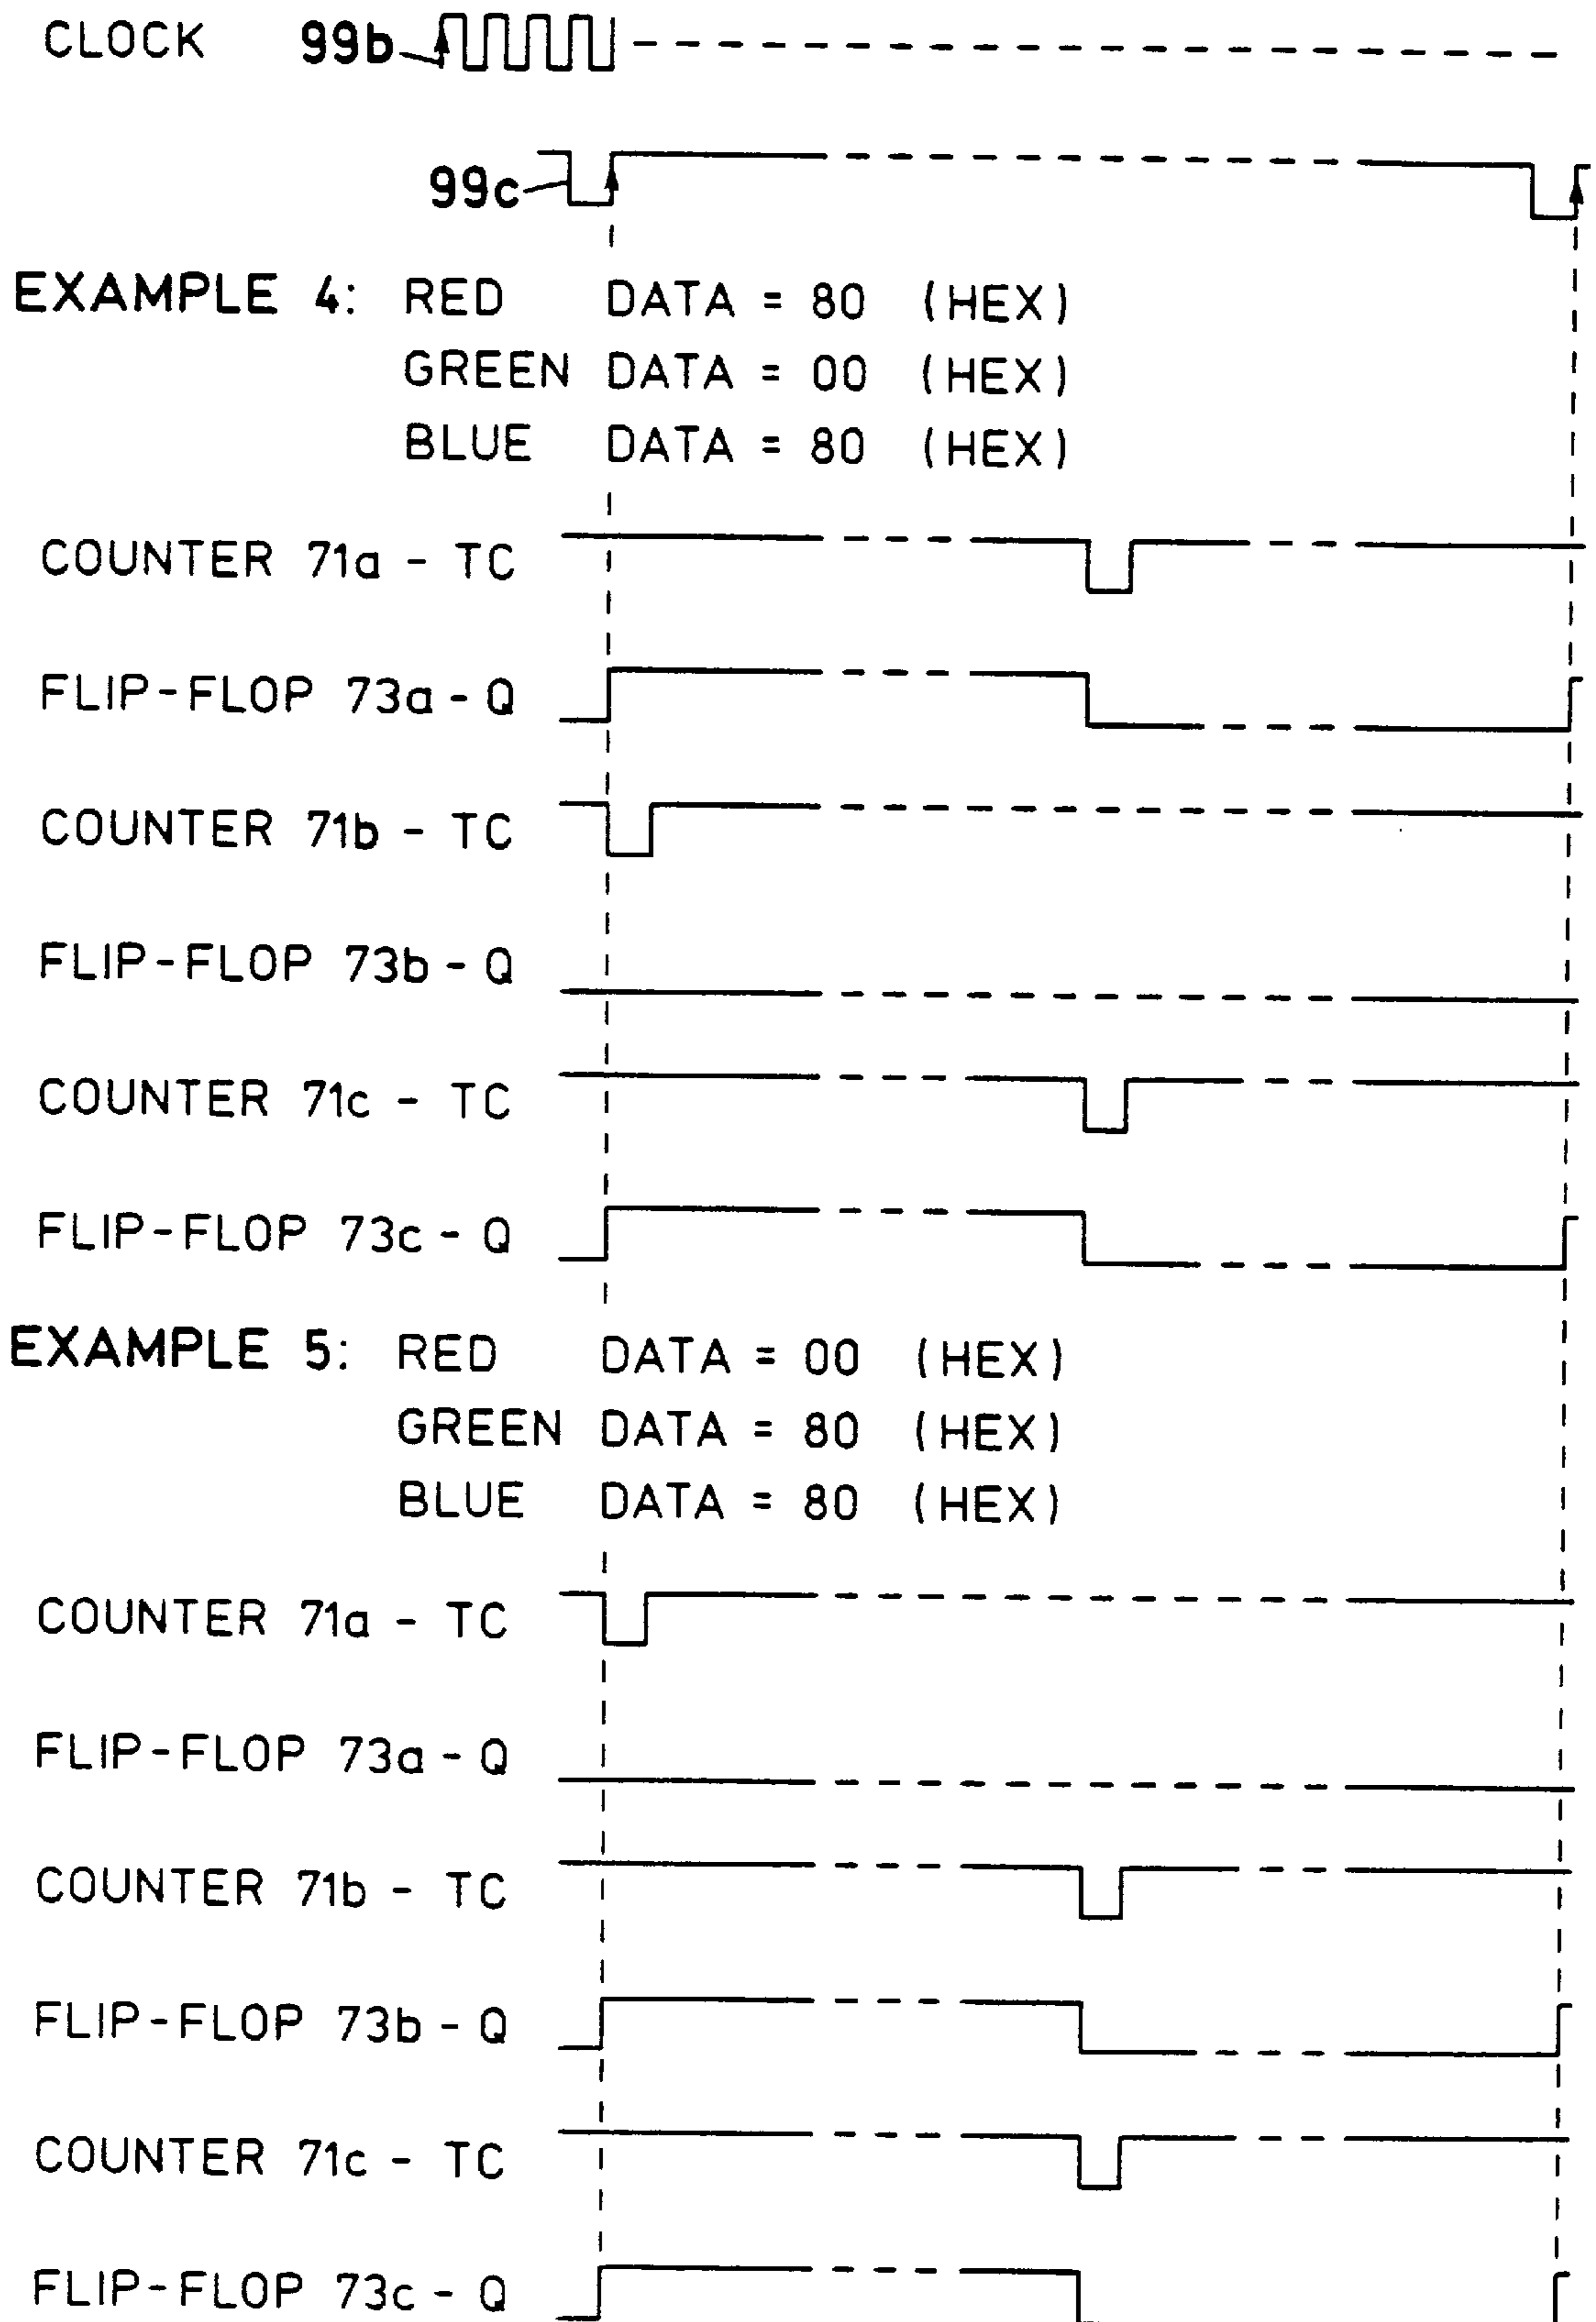 CLOCK 99b
99c
EXAMPLE 4: RED DATA = 80 (HEX)
GREEN DATA = 00 (HEX)
BLUE DATA = 80 (HEX)
COUNTER 71a - TC
FLIP-FLOP 73a - Q
COUNTER 71b - TC
FLIP-FLOP 73b - Q
COUNTER 71c - TC
FLIP-FLOP 73c - Q
EXAMPLE 5: RED DATA = 00 (HEX)
GREEN DATA = 80 (HEX)
BLUE DATA = 80 (HEX)
COUNTER 71a - TC
FLIP-FLOP 73a - Q
COUNTER 71b - TC
FLIP-FLOP 73b - Q
COUNTER 71c - TC
FLIP-FLOP 73c - Q